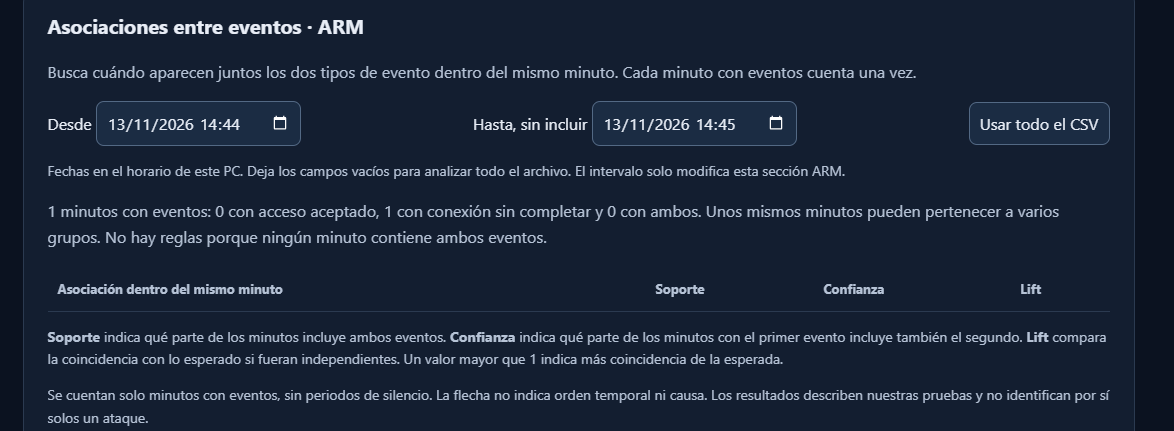 Asociaciones entre eventos · ARM
Busca cuándo aparecen juntos los dos tipos de evento dentro del mismo minuto. Cada minuto con eventos cuenta una vez.
Desde 13/11/2026 14:44 Hasta, sin incluir 13/11/2026 14:45 Usar todo el CSV
Fechas en el horario de este PC. Deja los campos vacíos para analizar todo el archivo. El intervalo solo modifica esta sección ARM.
1 minutos con eventos: 0 con acceso aceptado, 1 con conexión sin completar y 0 con ambos. Unos mismos minutos pueden pertenecer a varios
grupos. No hay reglas porque ningún minuto contiene ambos eventos.
Asociación dentro del mismo minuto Soporte Confianza Lift
Soporte indica qué parte de los minutos incluye ambos eventos. Confianza indica qué parte de los minutos con el primer evento incluye también el segundo. Lift compara
la coincidencia con lo esperado si fueran independientes. Un valor mayor que 1 indica más coincidencia de la esperada.
Se cuentan solo minutos con eventos, sin periodos de silencio. La flecha no indica orden temporal ni causa. Los resultados describen nuestras pruebas y no identifican por sí
solos un ataque.